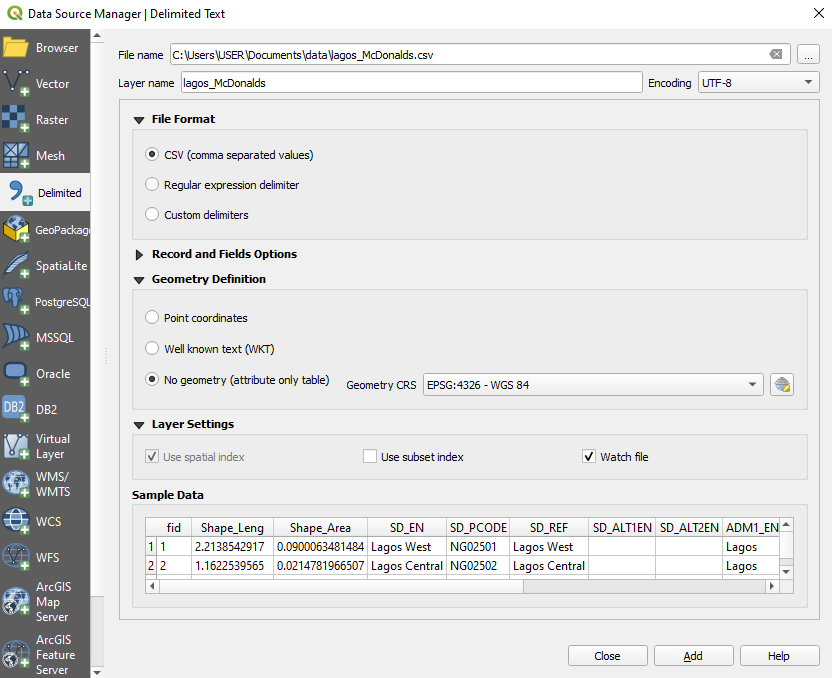 Data Source Manager | Delimited Text
Browser
Vector
Raster
Mesh
Delimited
GeoPackag
SpatiaLite
PostgreSQL
MSSQL
Oracle
DB2
DB2
Virtual
Layer
WMS/
WMTS
WCS
WFS
ArcGIS
Map
Server
ArcGIS
Feature
Server
File name C:\Users\USER\Documents\data\lagos_McDonalds.csv ...
Layer name lagos_McDonalds Encoding UTF-8
File Format
CSV (comma separated values)
Regular expression delimiter
Custom delimiters
Record and Fields Options
Geometry Definition
Point coordinates
Well known text (WKT)
No geometry (attribute only table) Geometry CRS EPSG:4326 - WGS 84
Layer Settings
Use spatial index Use subset index Watch file
Sample Data
fid Shape_Leng Shape_Area SD_EN SD_PCODE SD_REF SD_ALT1EN SD_ALT2EN ADM1_EN
1 1 2.2138542917 0.0900063481484 Lagos West NG02501 Lagos West Lagos
2 2 1.1622539565 0.0214781966507 Lagos Central NG02502 Lagos Central Lagos
Close Add Help